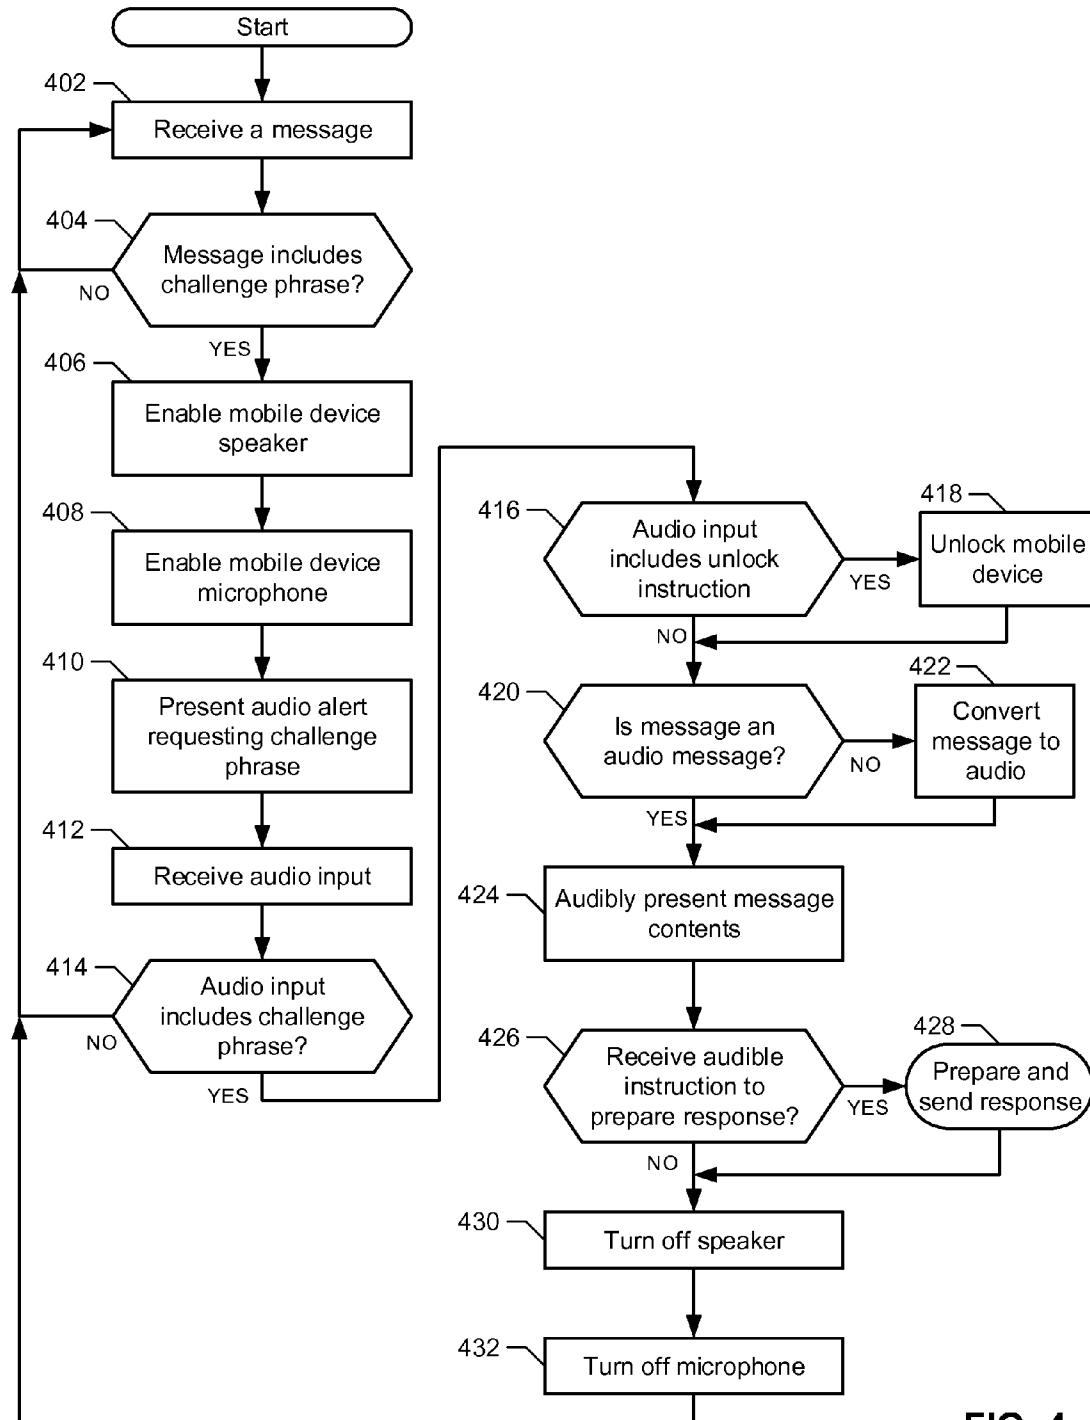 Start
402
Receive a message
404
Message includes
challenge phrase?
NO
YES
406
Enable mobile device
speaker
408
Enable mobile device
microphone
410
Present audio alert
requesting challenge
phrase
412
Receive audio input
414
Audio input
includes challenge
phrase?
NO
YES
416
Audio input
includes unlock
instruction
YES
NO
418
Unlock mobile
device
420
Is message an
audio message?
NO
YES
422
Convert
message to
audio
424
Audibly present message
contents
426
Receive audible
instruction to
prepare response?
YES
NO
428
Prepare and
send response
430
Turn off speaker
432
Turn off microphone
FIG. 4